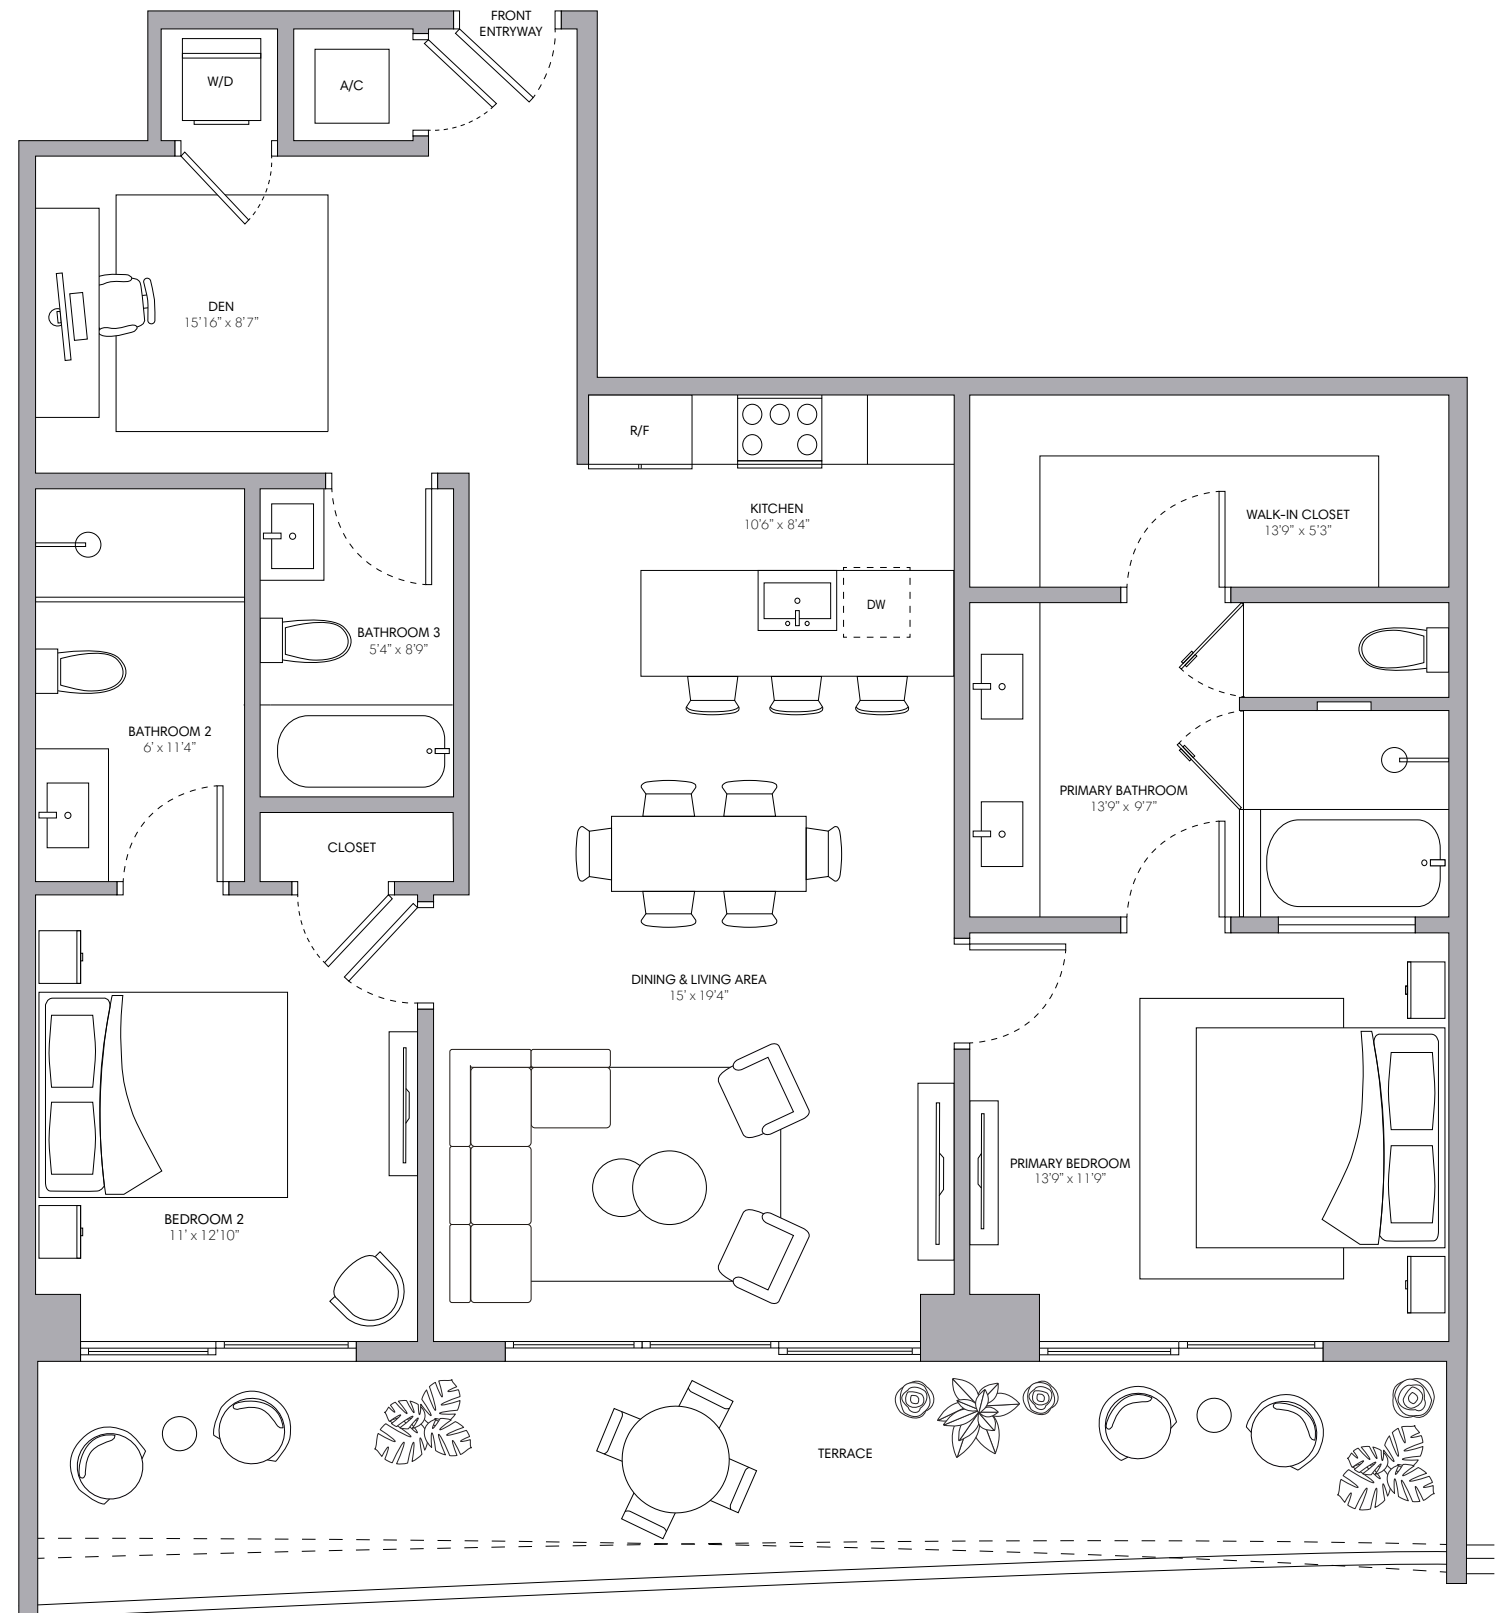 FRONT
ENTRYWAY
W/D
A/C
DEN
15'16" x 8'7"
R/F
KITCHEN
10'6" x 8'4"
WALK-IN CLOSET
13'9" x 5'3"
DW
BATHROOM 3
5'4" x 8'9"
BATHROOM 2
6' x 11'4"
PRIMARY BATHROOM
13'9" x 9'7"
CLOSET
DINING & LIVING AREA
15' x 19'4"
PRIMARY BEDROOM
13'9" x 11'9"
BEDROOM 2
11' x 12'10"
TERRACE